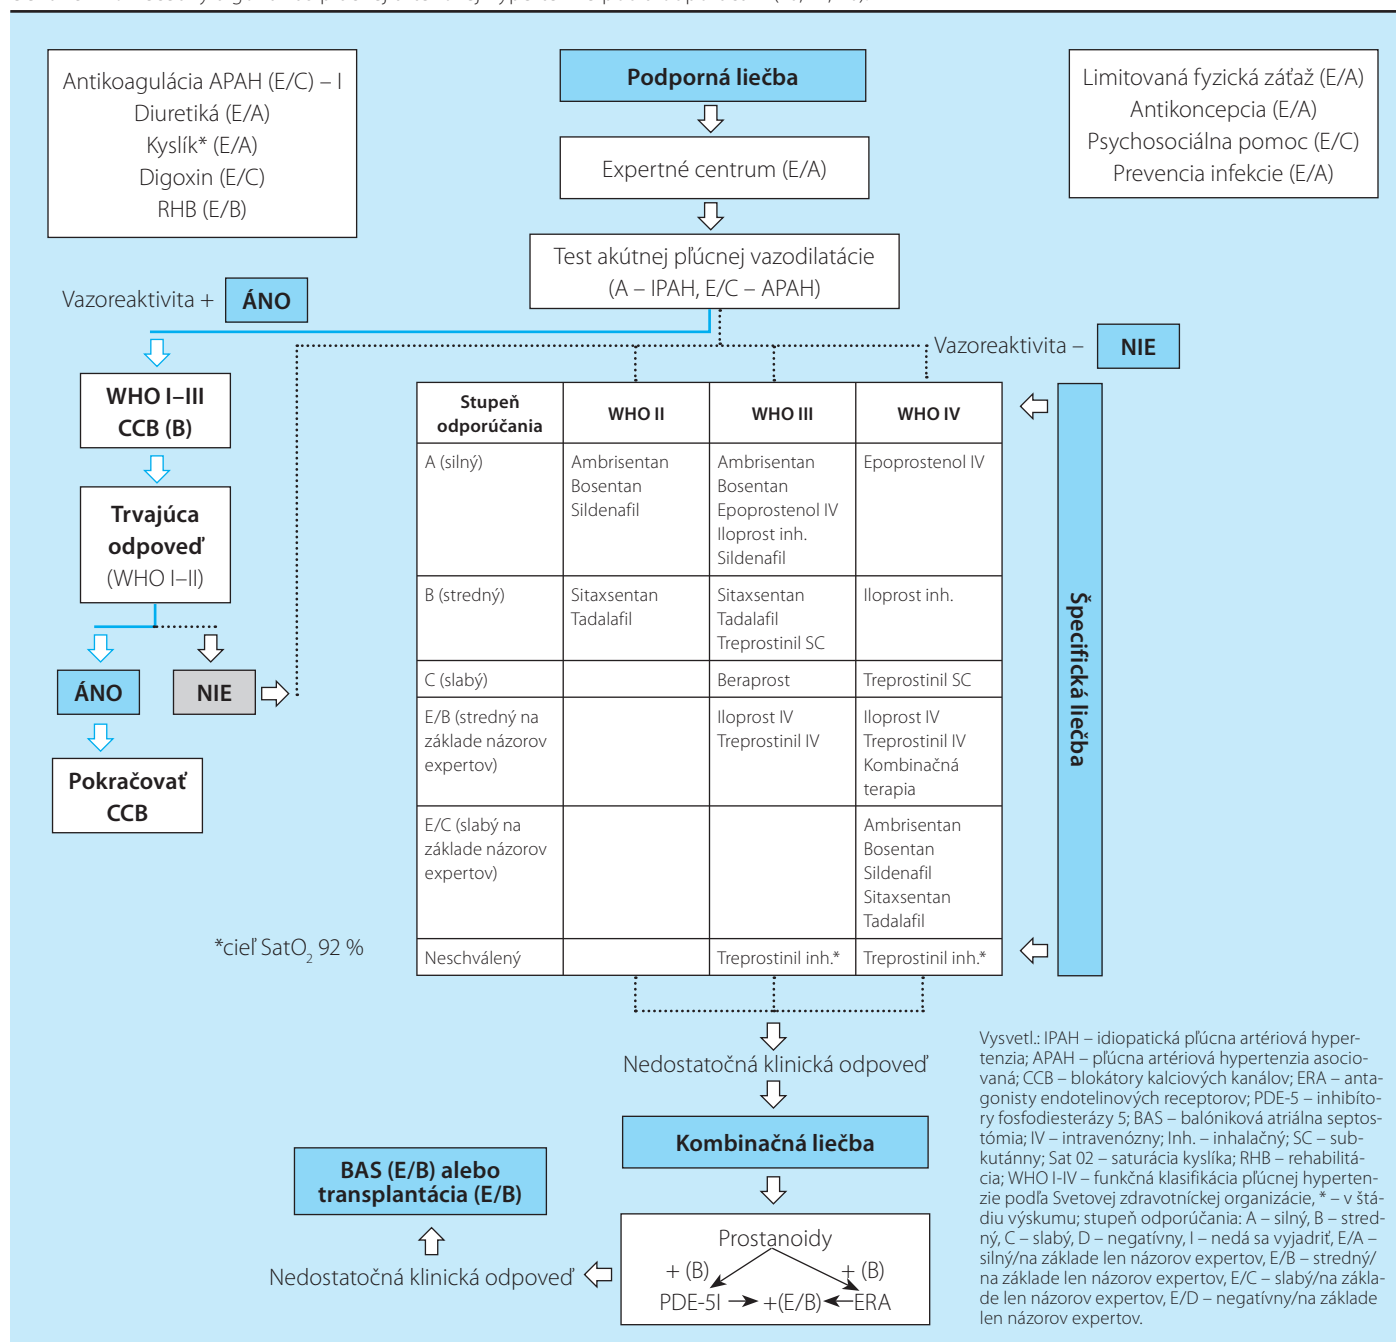 Antikoagulácia APAH (E/C) – I
Diuretiká (E/A)
Kyslík* (E/A)
Digoxin (E/C)
RHB (E/B)
Podporná liečba
Expertné centrum (E/A)
Test akútnej pľúcnej vazodilatácie
(A – IPAH, E/C – APAH)
Limitovaná fyzická záťaž (E/A)
Antikoncepcia (E/A)
Psychosociálna pomoc (E/C)
Prevencia infekcie (E/A)
Vazoreaktivita + ÁNO
Vazoreaktivita – NIE
WHO I–III
CCB (B)
Trvajúca
odpoveď
(WHO I–II)
ÁNO
NIE
Pokračovať
CCB
*cieľ SatO₂ 92 %
Stupeň
odporúčania
WHO II
WHO III
WHO IV
A (silný)
Ambrisentan
Bosentan
Sildenafil
Ambrisentan
Bosentan
Epoprostenol IV
Iloprost inh.
Sildenafil
Epoprostenol IV
B (stredný)
Sitaxsentan
Tadalafil
Sitaxsentan
Tadalafil
Treprostinil SC
Iloprost inh.
C (slabý)
Beraprost
Treprostinil SC
E/B (stredný na
základe názorov
expertov)
Iloprost IV
Treprostinil IV
Iloprost IV
Treprostinil IV
Kombinačná
terapia
E/C (slabý na
základe názorov
expertov)
Ambrisentan
Bosentan
Sildenafil
Sitaxsentan
Tadalafil
Neschválený
Treprostinil inh.*
Treprostinil inh.*
Špecifická liečba
Nedostatočná klinická odpoveď
Kombinačná liečba
Prostanoidy
+ (B)
+ (B)
PDE-5I +(E/B) ERA
Nedostatočná klinická odpoveď
BAS (E/B) alebo
transplantácia (E/B)
Vysvetl.: IPAH – idiopatická pľúcna artériová hyper-
tenzia; APAH – pľúcna artériová hypertenzia asocio-
vaná; CCB – blokátory kalciových kanálov; ERA – anta-
gonisty endotelinových receptorov; PDE-5 – inhibíto-
ry fosfodiesterázy 5; BAS – balóniková atriálna septos-
tómia; IV – intravenózny; Inh. – inhalačný; SC – sub-
kutánny; Sat 02 – saturácia kyslíka; RHB – rehabilitá-
cia; WHO I-IV – funkčná klasifikácia pľúcnej hyperten-
zie podľa Svetovej zdravotníckej organizácie, * – v štá-
diu výskumu; stupeň odporúčania: A – silný, B – stred-
ný, C – slabý, D – negatívny, I – nedá sa vyjadriť, E/A –
silný/na základe len názorov expertov, E/B – stredný/
na základe len názorov expertov, E/C – slabý/na zákla-
de len názorov expertov, E/D – negatívny/na základe
len názorov expertov.